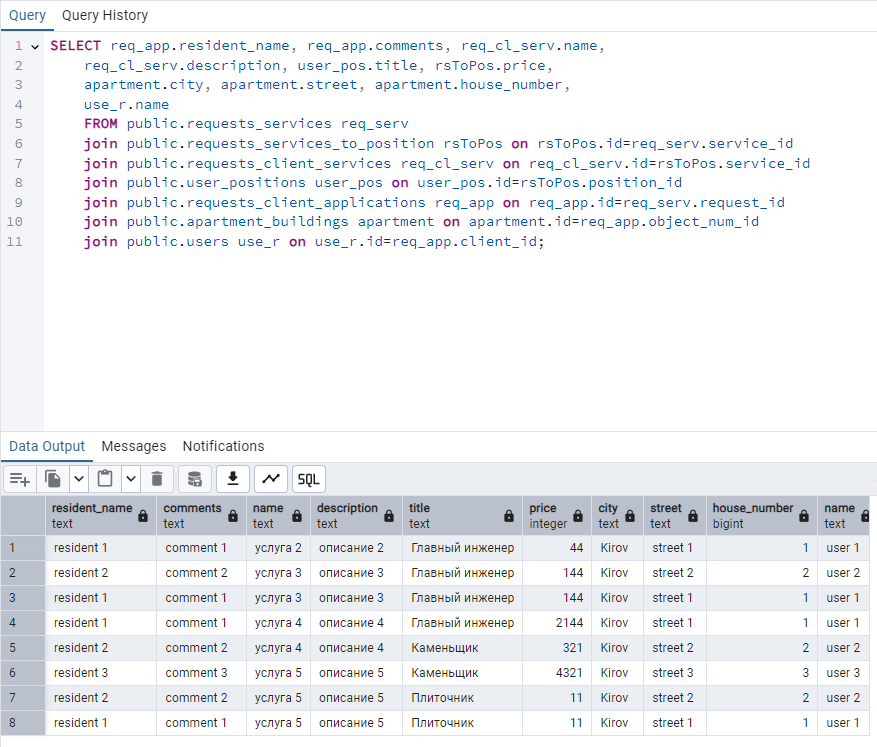 Query Query History
1 SELECT req_app.resident_name, req_app.comments, req_cl_serv.name,
2 req_cl_serv.description, user_pos.title, rsToPos.price,
3 apartment.city, apartment.street, apartment.house_number,
4 use_r.name
5 FROM public.requests_services req_serv
6 join public.requests_services_to_position rsToPos on rsToPos.id=req_serv.service_id
7 join public.requests_client_services req_cl_serv on req_cl_serv.id=rsToPos.service_id
8 join public.user_positions user_pos on user_pos.id=rsToPos.position_id
9 join public.requests_client_applications req_app on req_app.id=req_serv.request_id
10 join public.apartment_buildings apartment on apartment.id=req_app.object_num_id
11 join public.users use_r on use_r.id=req_app.client_id;
Data Output Messages Notifications
SQL
resident_name comments name description title price city street house_number name
text text text text text integer text text bigint text
1 resident 1 comment 1 услуга 2 описание 2 Главный инженер 44 Kirov street 1 1 user 1
2 resident 2 comment 2 услуга 3 описание 3 Главный инженер 144 Kirov street 2 2 user 2
3 resident 1 comment 1 услуга 3 описание 3 Главный инженер 144 Kirov street 1 1 user 1
4 resident 1 comment 1 услуга 4 описание 4 Главный инженер 2144 Kirov street 1 1 user 1
5 resident 2 comment 2 услуга 4 описание 4 Каменьщик 321 Kirov street 2 2 user 2
6 resident 3 comment 3 услуга 5 описание 5 Каменьщик 4321 Kirov street 3 3 user 3
7 resident 2 comment 2 услуга 5 описание 5 Плиточник 11 Kirov street 2 2 user 2
8 resident 1 comment 1 услуга 5 описание 5 Плиточник 11 Kirov street 1 1 user 1